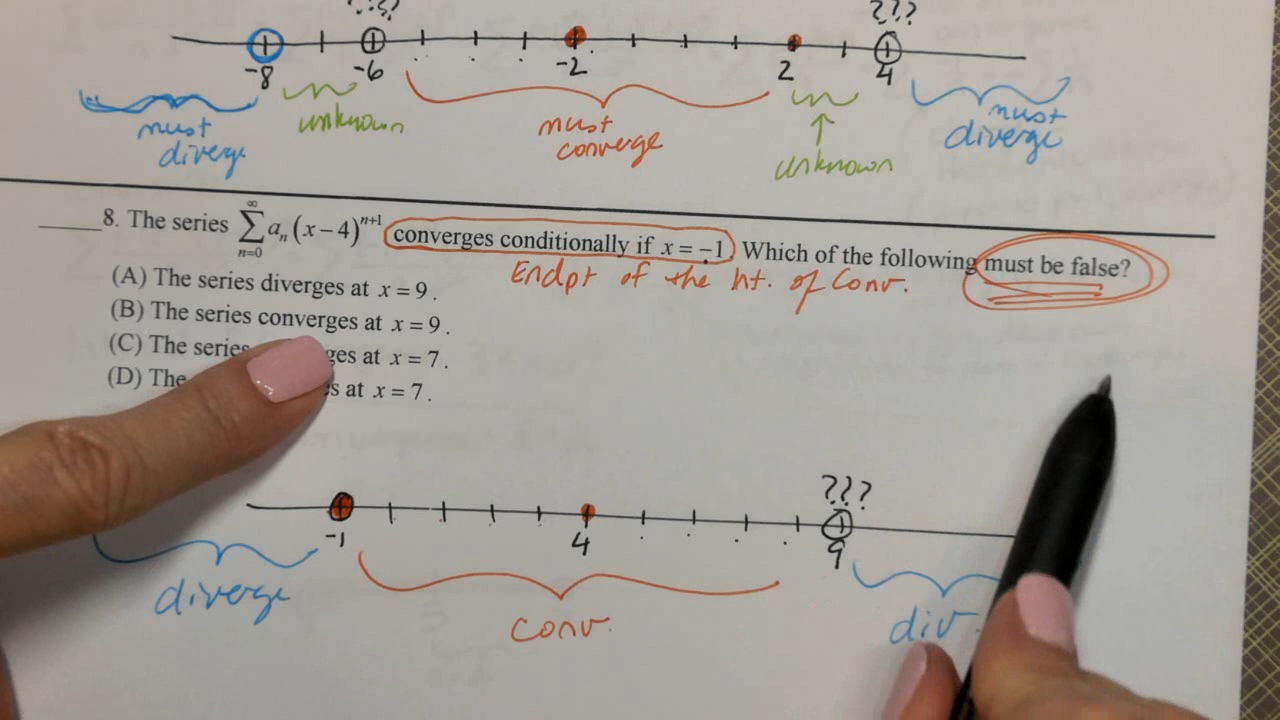 ???
???
-8 -6 -2 2 4
must diverge
unknown
must converge
unknown
must diverge
8. The series \sum_{n=0}^{∞} a_n (x-4)^{n+1} converges conditionally if x = -1. Which of the following must be false?
Endpt of the Int. of Conv.
(A) The series diverges at x = 9.
(B) The series converges at x = 9.
(C) The series ges at x = 7.
(D) The s at x = 7.
???
-1 4 9
diverge
conv.
div.